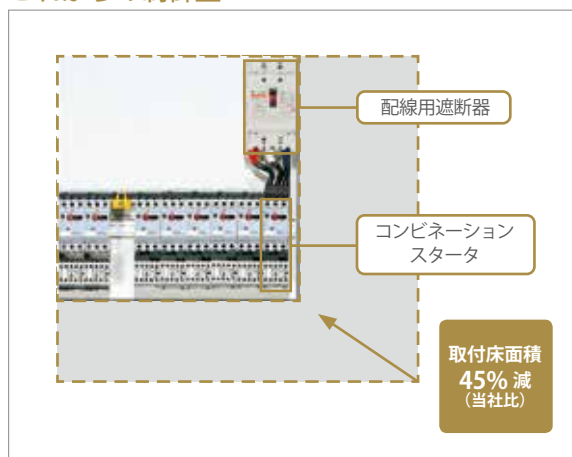 配線用遮断器
コンビネーション
スタータ
取付床面積
45% 減
（当社比）